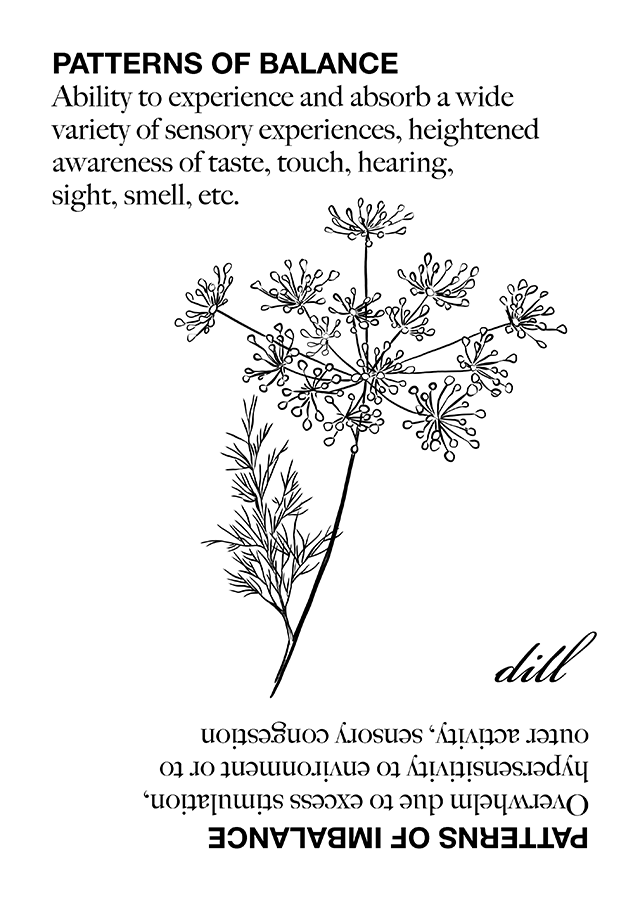 PATTERNS OF BALANCE
Ability to experience and absorb a wide
variety of sensory experiences, heightened
awareness of taste, touch, hearing,
sight, smell, etc.
dill
PATTERNS OF IMBALANCE
Overwhelm due to excess stimulation,
hypersensitivity to environment or to
outer activity, sensory congestion